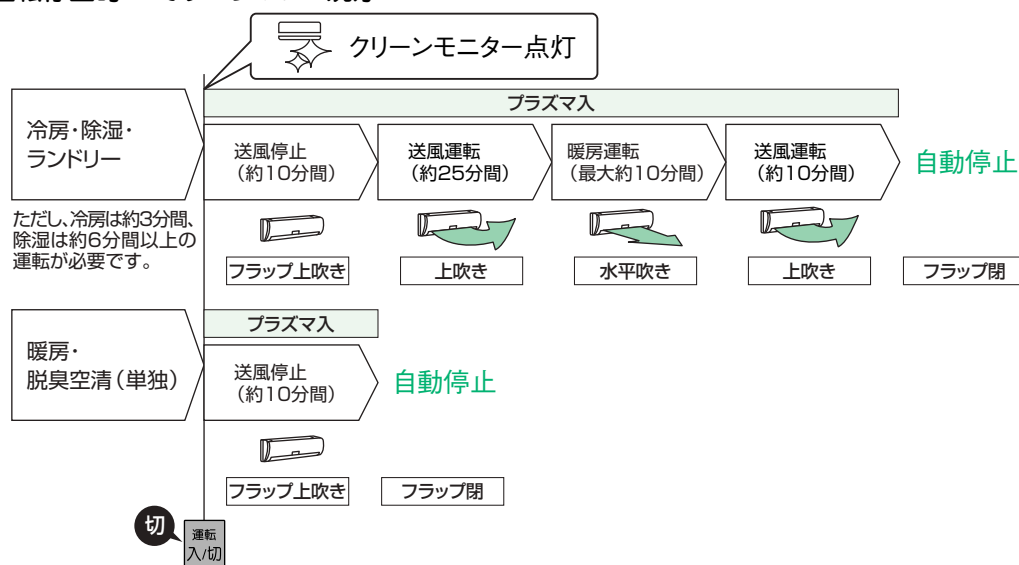 クリーンモニター点灯
プラズマ入
冷房・除湿・
ランドリー
送風停止
(約10分間)
送風運転
(約25分間)
暖房運転
(最大約10分間)
送風運転
(約10分間)
自動停止
ただし、冷房は約3分間、
除湿は約6分間以上の
運転が必要です。
フラップ上吹き
上吹き
水平吹き
上吹き
フラップ閉
プラズマ入
暖房・
脱臭空清(単独)
送風停止
(約10分間)
自動停止
フラップ上吹き
フラップ閉
切
運転
入/切